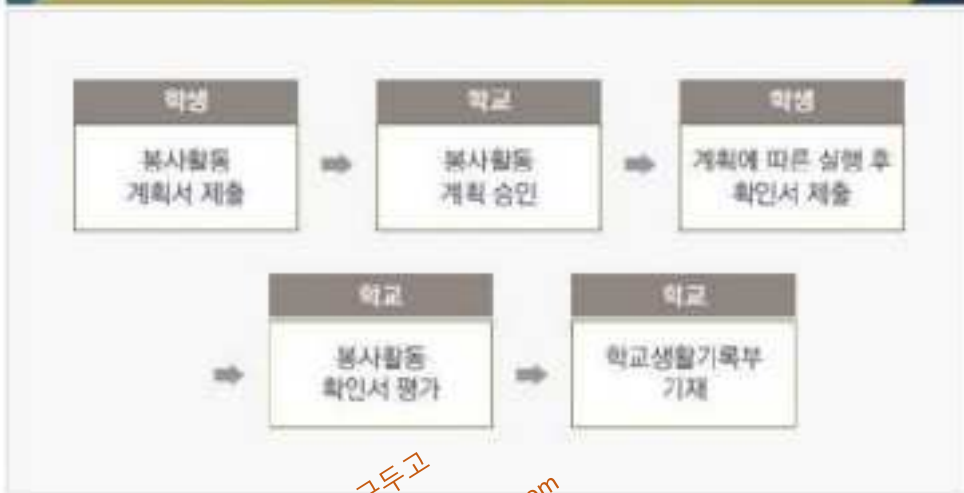 학생
봉사활동
계획서 제출
학교
봉사활동
계획 승인
학생
계획에 따른 실행 후
확인서 제출
학교
봉사활동
확인서 평가
학교
학교생활기록부
기재